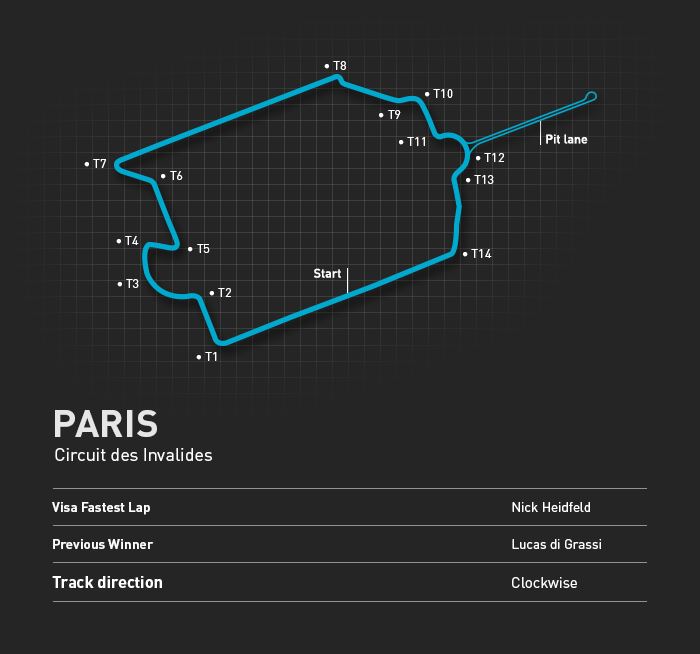 T8
T10
T9
T11
Pit lane
T12
T7
T6
T13
T4
T5
T14
Start
T3
T2
T1
PARIS
Circuit des Invalides
Visa Fastest Lap Nick Heidfeld
Previous Winner Lucas di Grassi
Track direction Clockwise